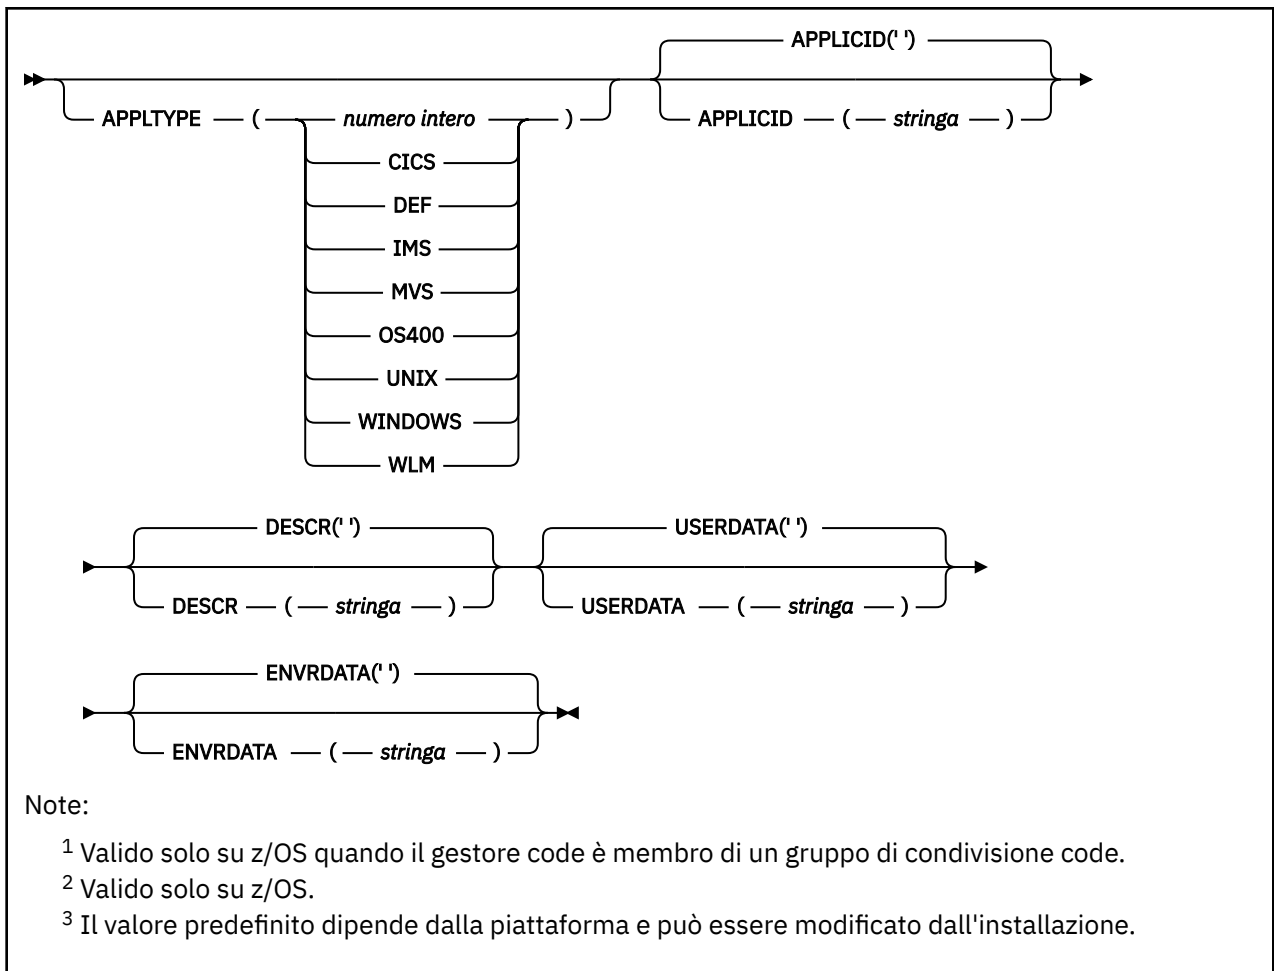 APPLICID(' ')
APPLTYPE ( numero intero ) APPLICID ( stringa )
CICS
DEF
IMS
MVS
OS400
UNIX
WINDOWS
WLM
DESCR(' ') USERDATA(' ')
DESCR ( stringa ) USERDATA ( stringa )
ENVRDATA(' ')
ENVRDATA ( stringa )
Note:
1 Valido solo su z/OS quando il gestore code è membro di un gruppo di condivisione code.
2 Valido solo su z/OS.
3 Il valore predefinito dipende dalla piattaforma e può essere modificato dall'installazione.